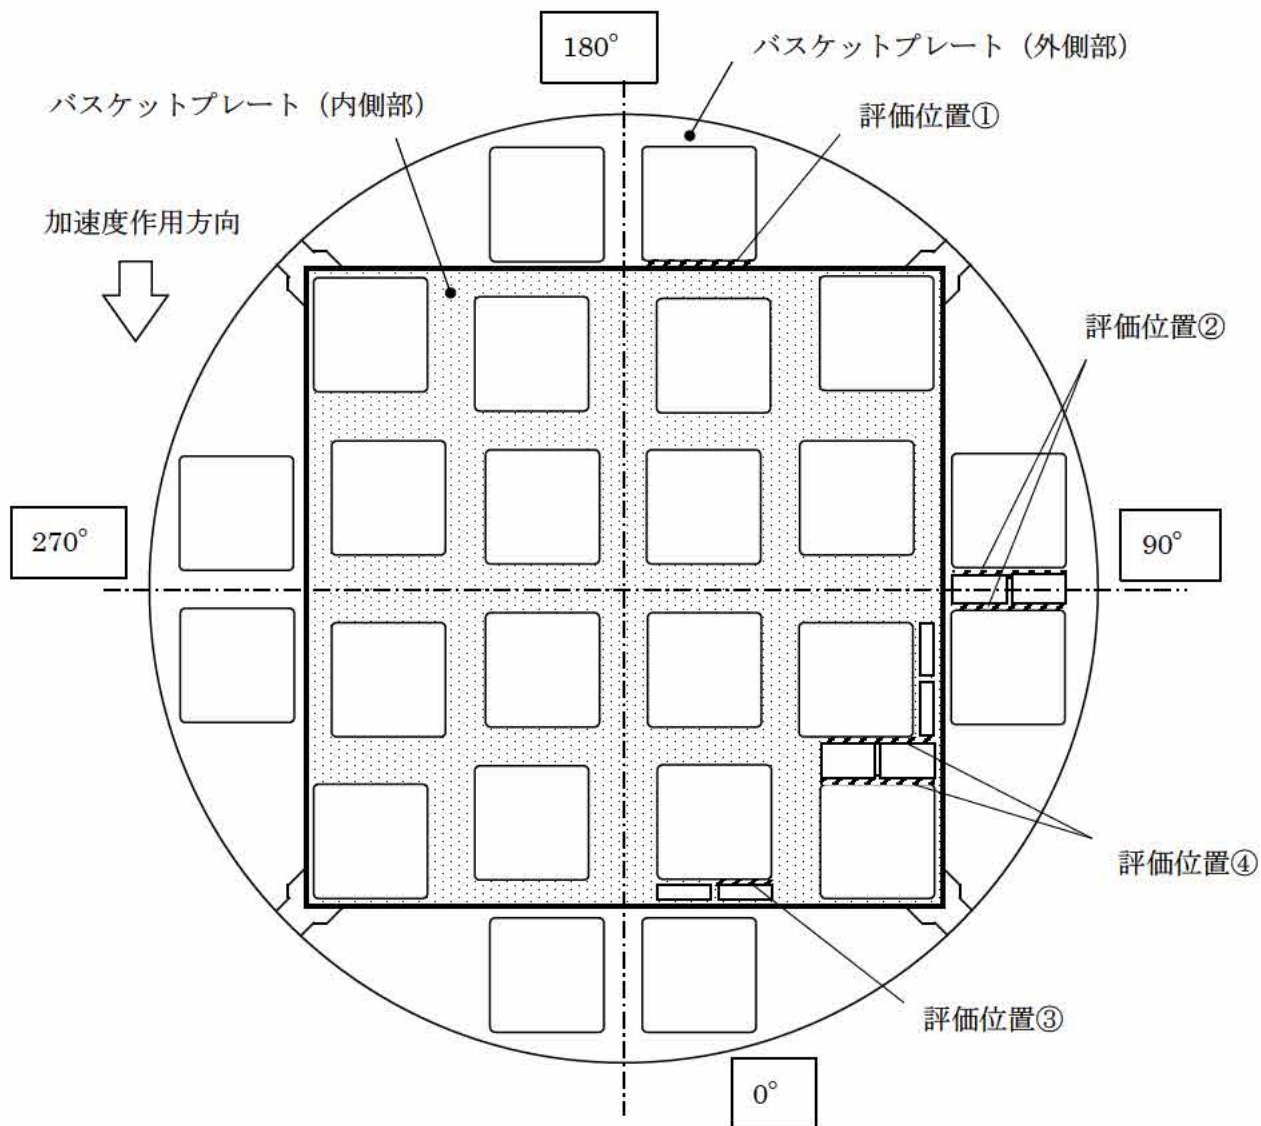 180°
バスケットプレート（外側部）
バスケットプレート（内側部）
評価位置①
加速度作用方向
評価位置②
270°
90°
評価位置④
評価位置③
0°